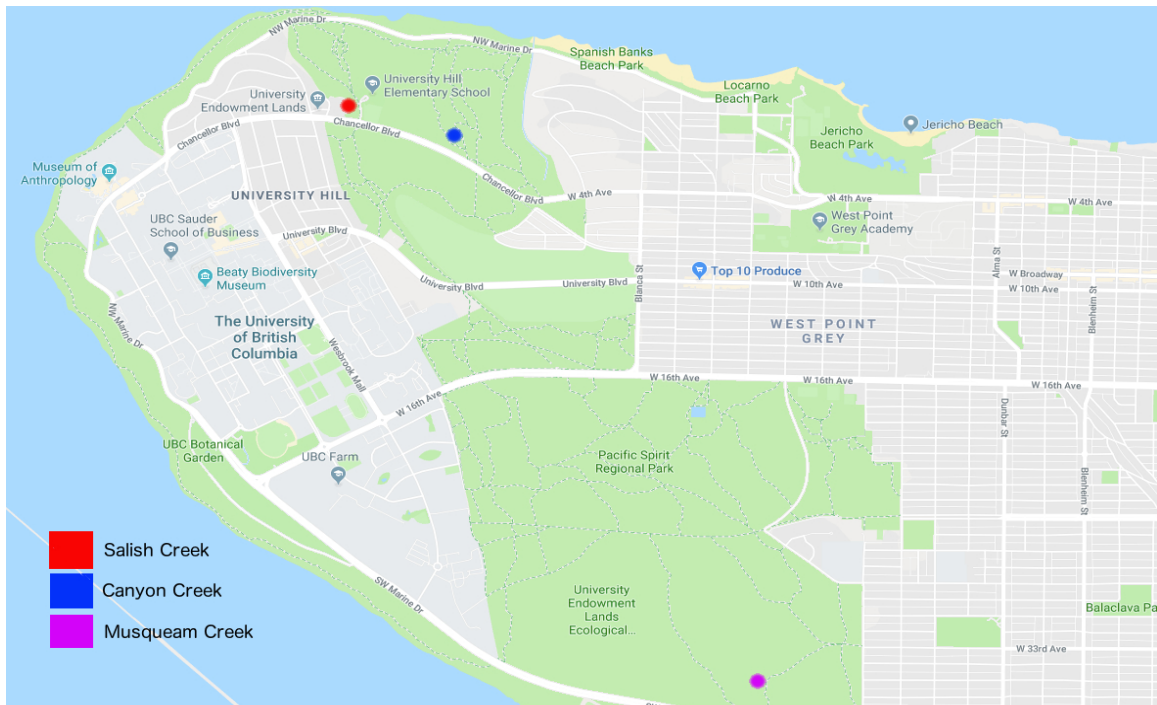 NW Marine Dr
NW Marine Dr
Spanish Banks
Beach Park
University Hill
Elementary School
University
Endowment Lands
Locarno
Beach Park
Chancellor Blvd
Chancellor Blvd
Jericho
Beach Park
Jericho Beach
Museum of
Anthropology
Chancellor Blvd
W 4th Ave
W 4th Ave
W 4th Ave
UNIVERSITY HILL
UBC Sauder
School of Business
University Blvd
West Point
Grey Academy
Beaty Biodiversity
Museum
University Blvd
University Blvd
Blanca St
Top 10 Produce
W 10th Ave
Alma St
W Broadway
W 10th Ave
Blenheim St
NW Marine Dr
The University
of British
Columbia
Wesbrook Mall
WEST POINT
GREY
W 16th Ave
W 16th Ave
W 16th Ave
W 16th Ave
Dunbar St
UBC Botanical
Garden
UBC Farm
Pacific Spirit
Regional Park
Blenheim St
Salish Creek
Canyon Creek
Musqueam Creek
SW Marine Dr
University
Endowment
Lands
Ecological...
Balaclava Pa
W 33rd Ave